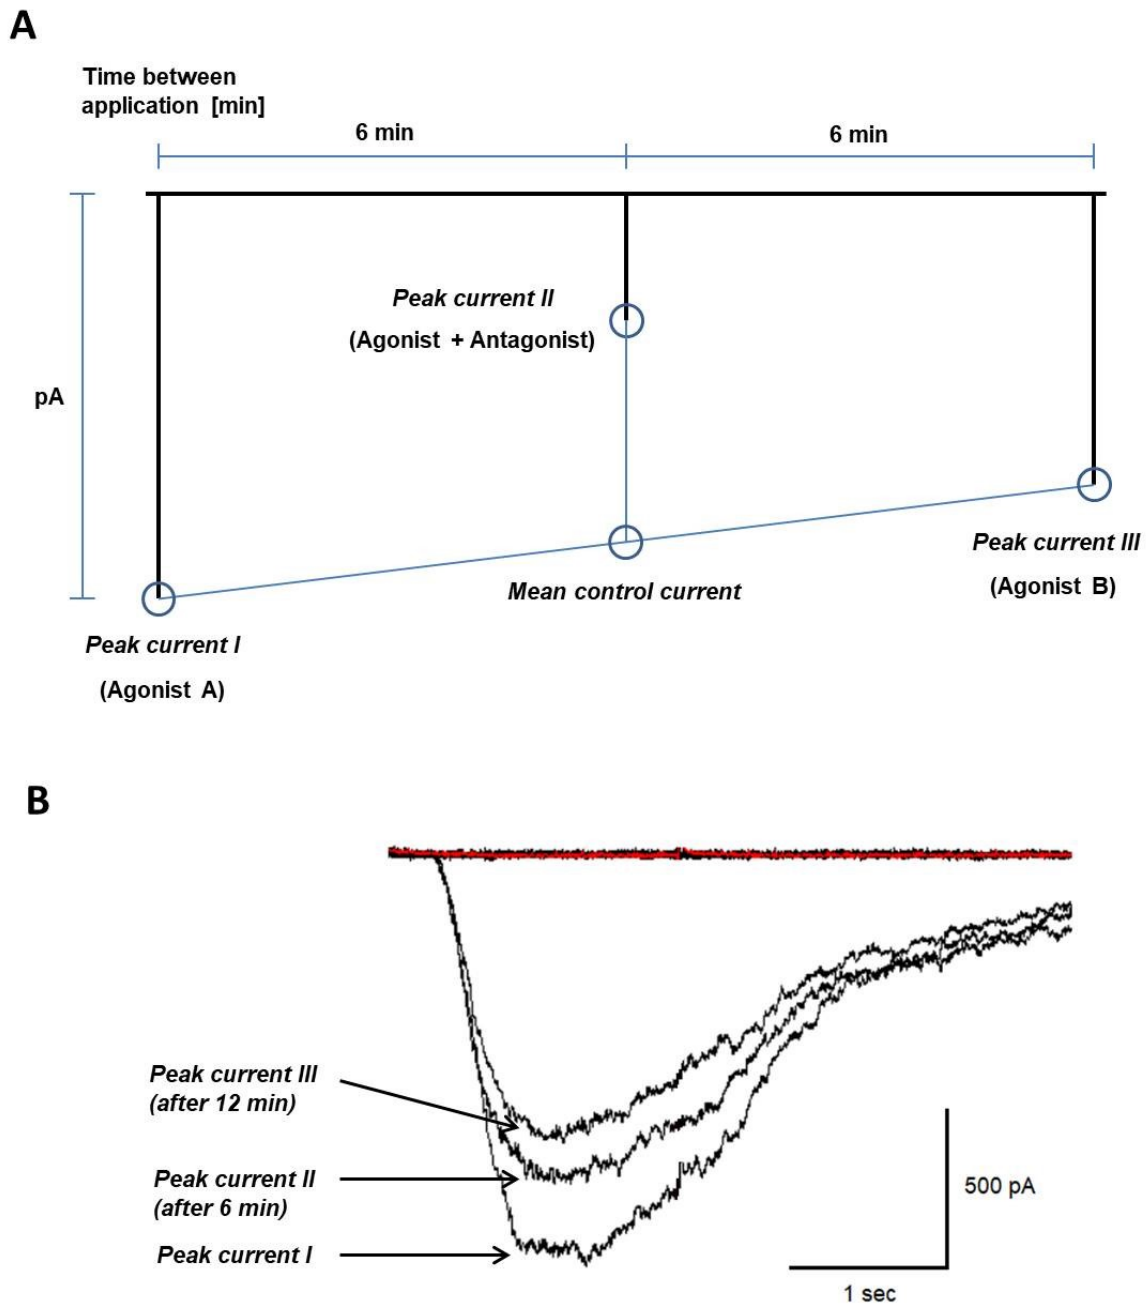 A
Time between
application [min]
6 min
6 min
Peak current II
(Agonist + Antagonist)
pA
Peak current III
(Agonist B)
Mean control current
Peak current I
(Agonist A)
B
Peak current III
(after 12 min)
Peak current II
(after 6 min)
500 pA
Peak current I
1 sec